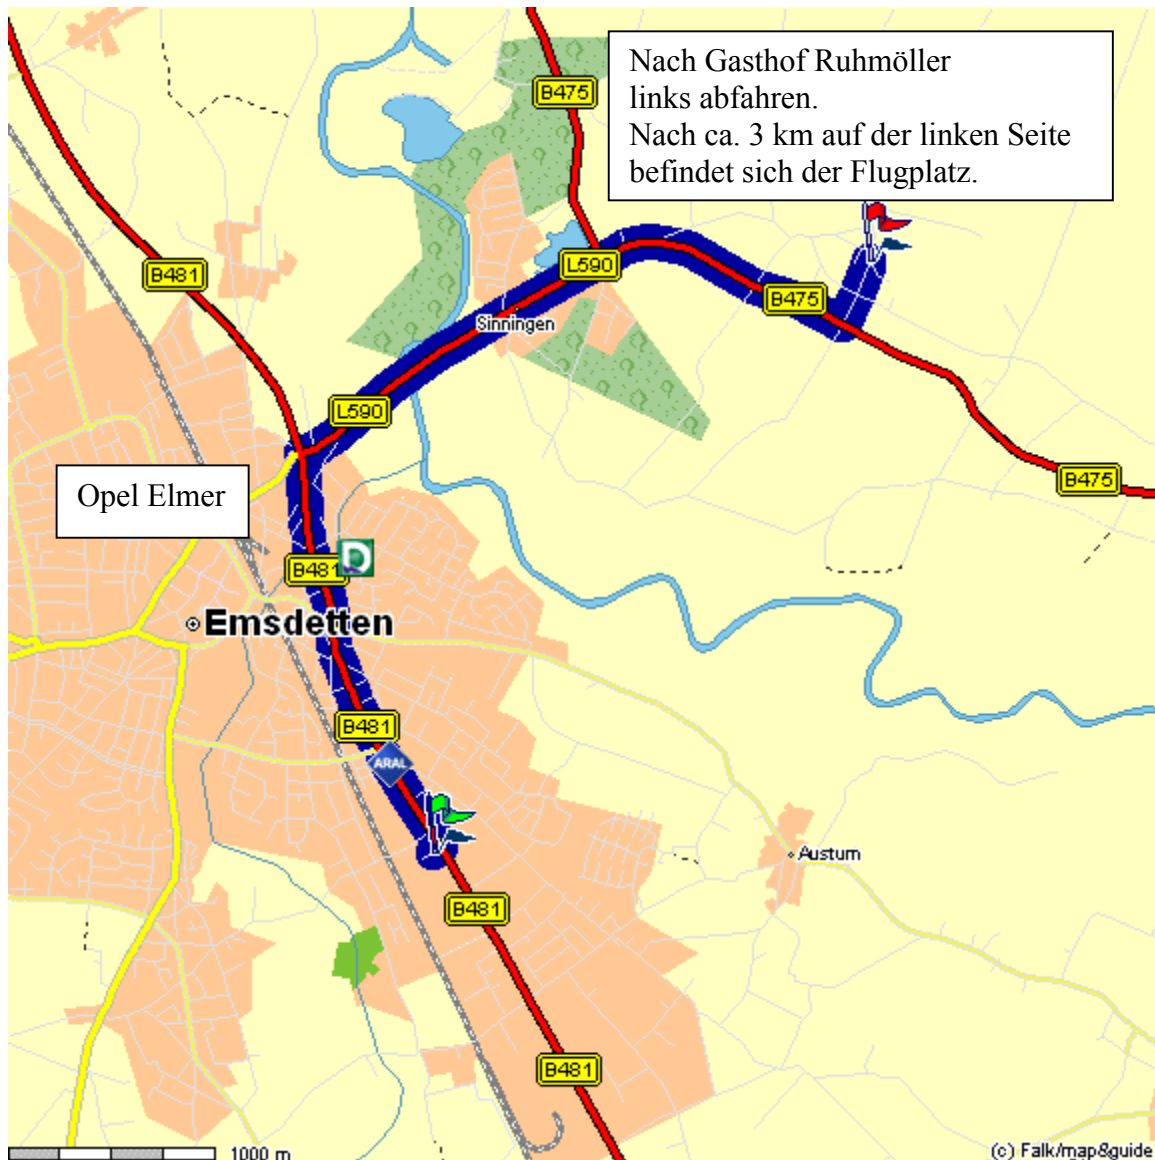 Nach Gasthof Ruhmöller
links abfahren.
Nach ca. 3 km auf der linken Seite
befindet sich der Flugplatz.
B475
B481
L590
B475
Sinningen
L590
B475
Opel Elmer
B481
D
Emsdetten
B481
ARAL
Austum
B481
B481
1000 m
(c) Falk/map&guide